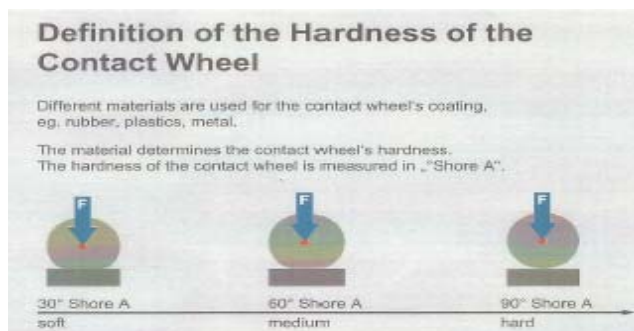 Definition of the Hardness of the
Contact Wheel
Different materials are used for the contact wheel's coating,
eg. rubber, plastics, metal.
The material determines the contact wheel's hardness.
The hardness of the contact wheel is measured in „"Shore A".
F
F
F
30° Shore A
60° Shore A
90° Shore A
soft
medium
hard